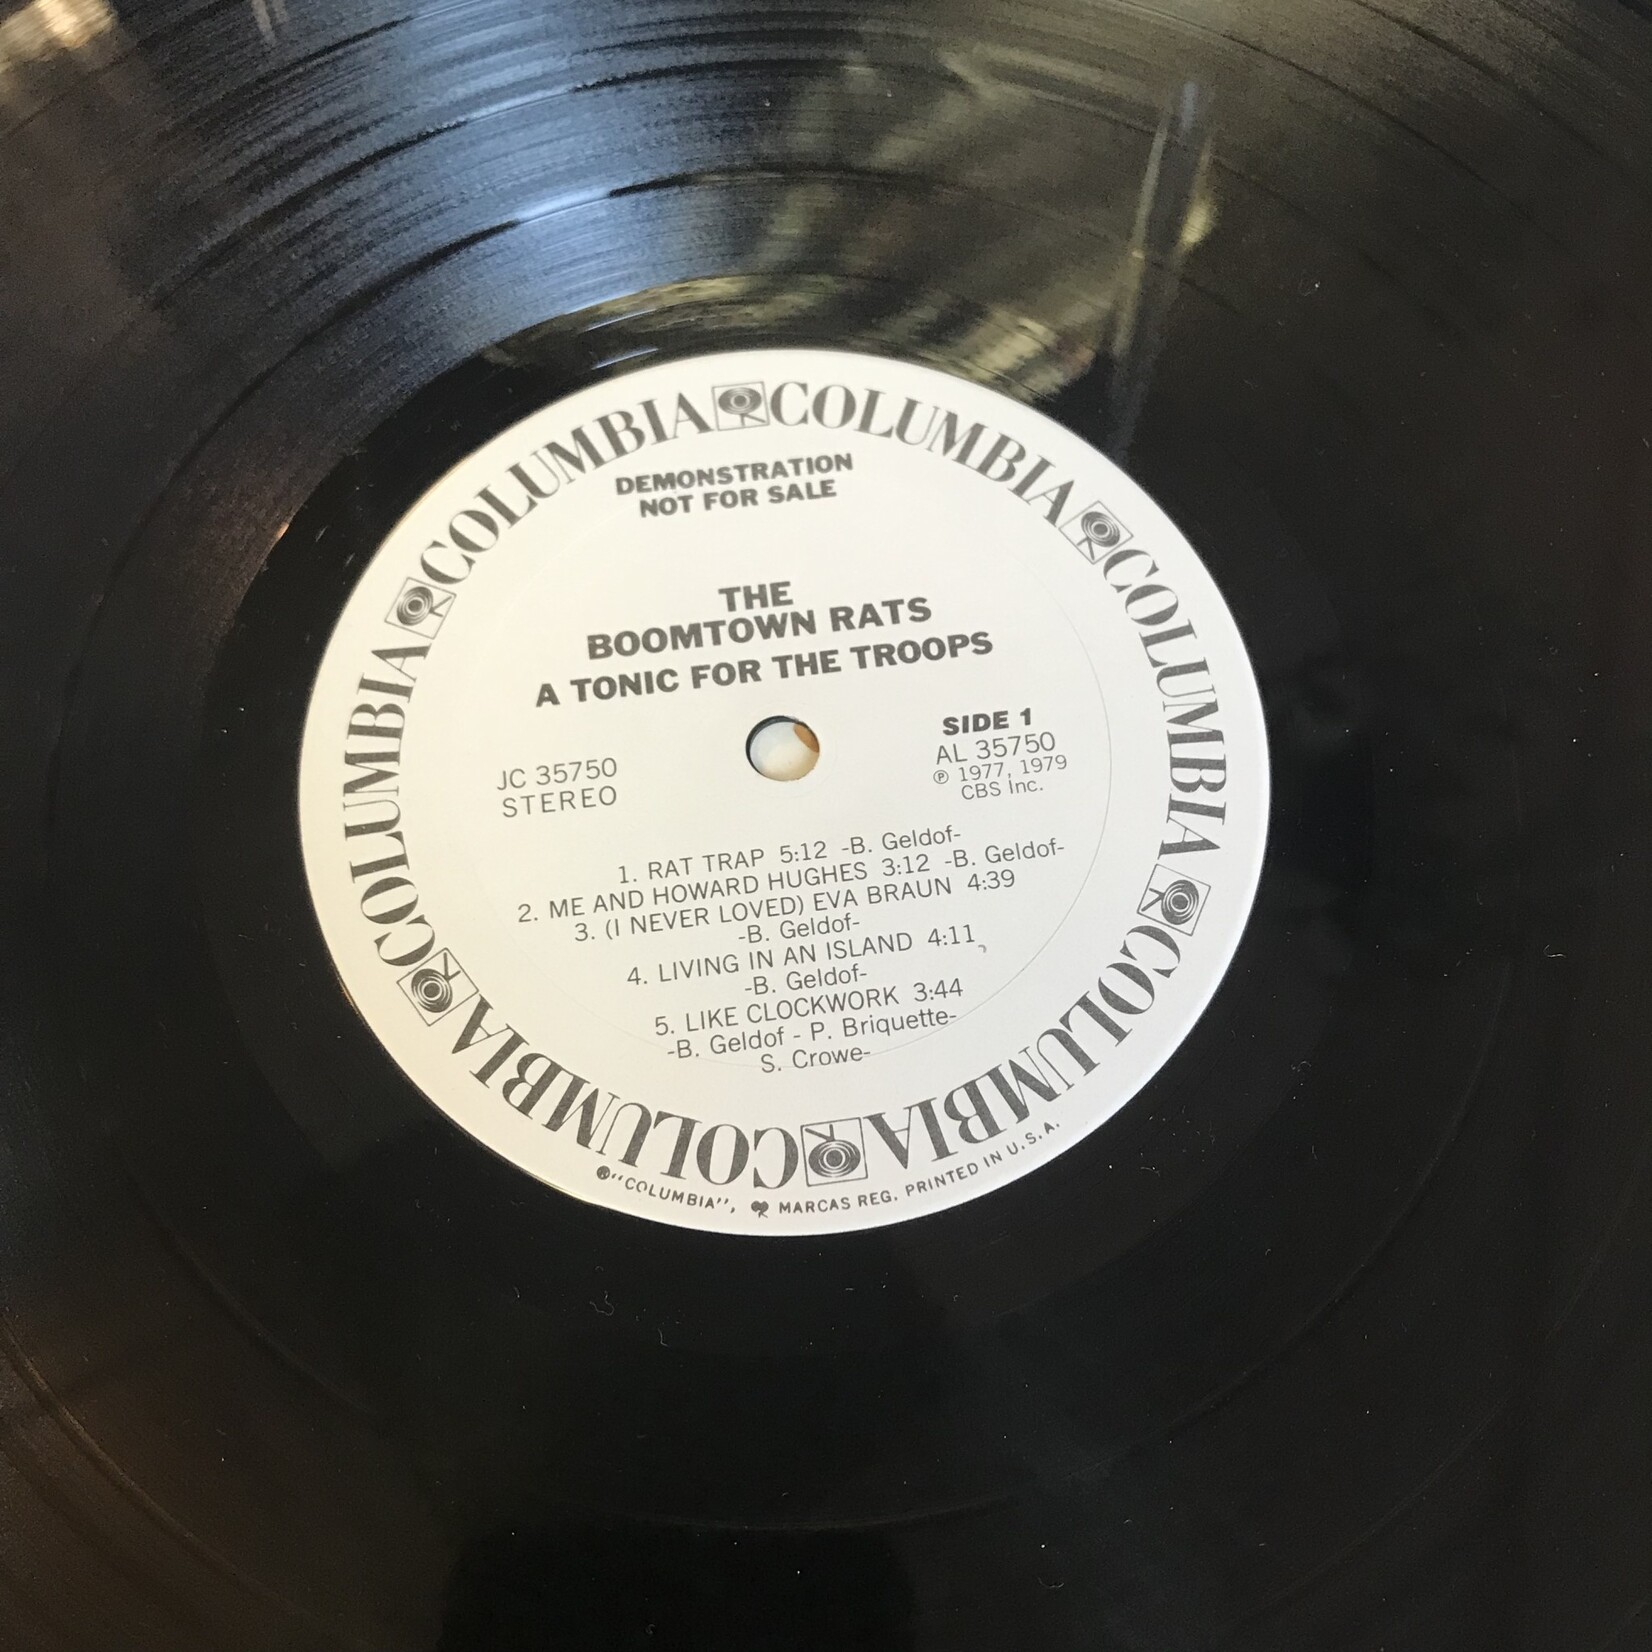 COLUMBIA COLUMBIA COLUMBIA COLUMBIA COLUMBIA COLUMBIA
DEMONSTRATION
NOT FOR SALE
THE
BOOMTOWN RATS
A TONIC FOR THE TROOPS
JC 35750
STEREO
SIDE 1
AL 35750
℗ 1977, 1979
CBS Inc.
1. RAT TRAP 5:12 -B. Geldof-
2. ME AND HOWARD HUGHES 3:12 -B. Geldof-
3. (I NEVER LOVED) EVA BRAUN 4:39
-B. Geldof-
4. LIVING IN AN ISLAND 4:11
-B. Geldof-
5. LIKE CLOCKWORK 3:44
-B. Geldof - P. Briquette-
S. Crowe-
®"COLUMBIA", MARCAS REG. PRINTED IN U.S.A.